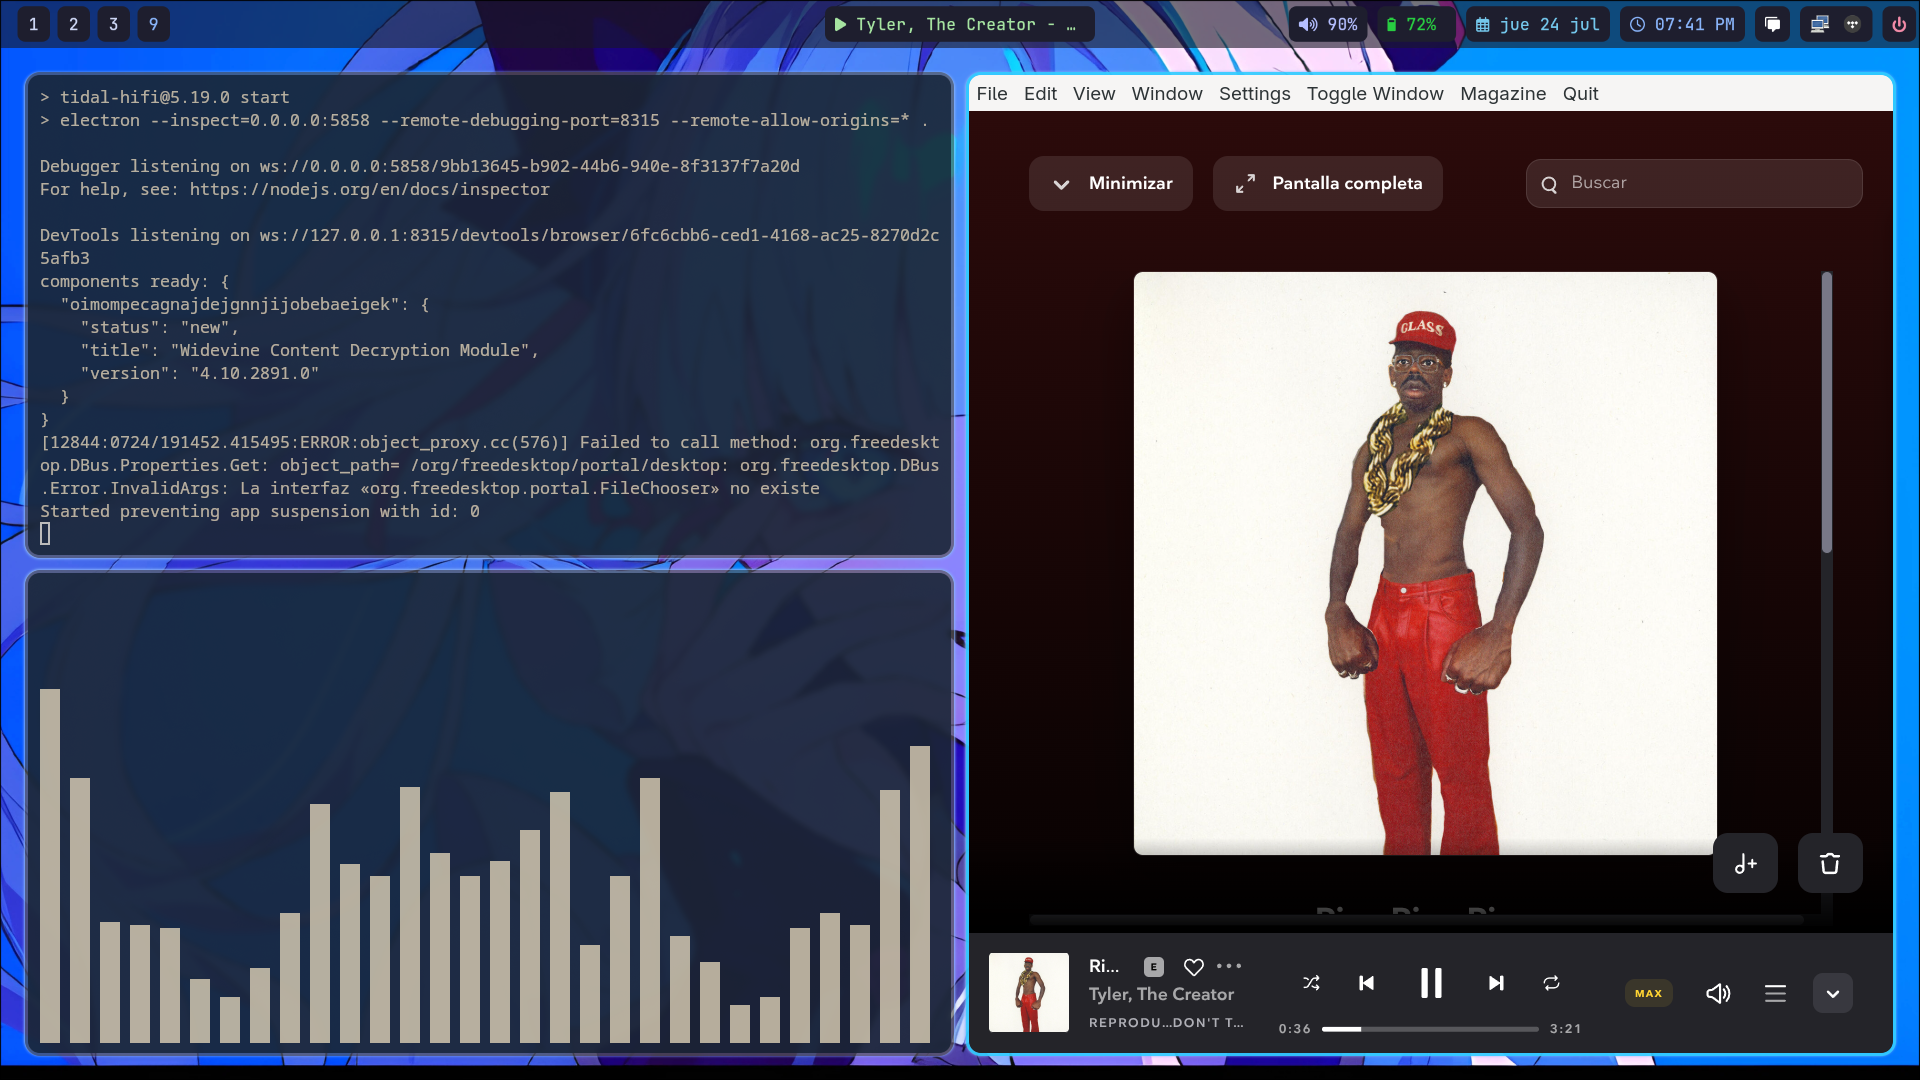 1 2 3 9
Tyler, The Creator - …
90%
72%
jue 24 jul
07:41 PM
> tidal-hifi@5.19.0 start
> electron --inspect=0.0.0.0:5858 --remote-debugging-port=8315 --remote-allow-origins=* .
Debugger listening on ws://0.0.0.0:5858/9bb13645-b902-44b6-940e-8f3137f7a20d
For help, see: https://nodejs.org/en/docs/inspector
DevTools listening on ws://127.0.0.1:8315/devtools/browser/6fc6cbb6-ced1-4168-ac25-8270d2c
5afb3
components ready: {
"oimompecagnajdejgnnjijobebaeigek": {
"status": "new",
"title": "Widevine Content Decryption Module",
"version": "4.10.2891.0"
}
}
[12844:0724/191452.415495:ERROR:object_proxy.cc(576)] Failed to call method: org.freedeskt
op.DBus.Properties.Get: object_path= /org/freedesktop/portal/desktop: org.freedesktop.DBus
.Error.InvalidArgs: La interfaz «org.freedesktop.portal.FileChooser» no existe
Started preventing app suspension with id: 0
File Edit View Window Settings Toggle Window Magazine Quit
Minimizar
Pantalla completa
Buscar
GLASS
Ri...
E
Tyler, The Creator
REPRODU...DON'T T...
0:36
3:21
MAX